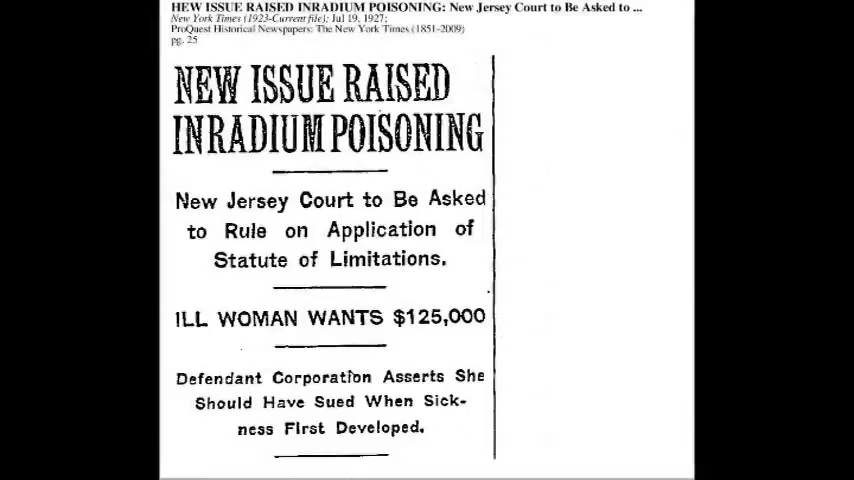 HEW ISSUE RAISED INRADIUM POISONING: New Jersey Court to Be Asked to ...
New York Times (1923-Current file); Jul 19, 1927;
ProQuest Historical Newspapers: The New York Times (1851-2009)
pg. 25
NEW ISSUE RAISED
IN RADIUM POISONING
New Jersey Court to Be Asked
to Rule on Application of
Statute of Limitations.
ILL WOMAN WANTS $125,000
Defendant Corporation Asserts She
Should Have Sued When Sick-
ness First Developed.